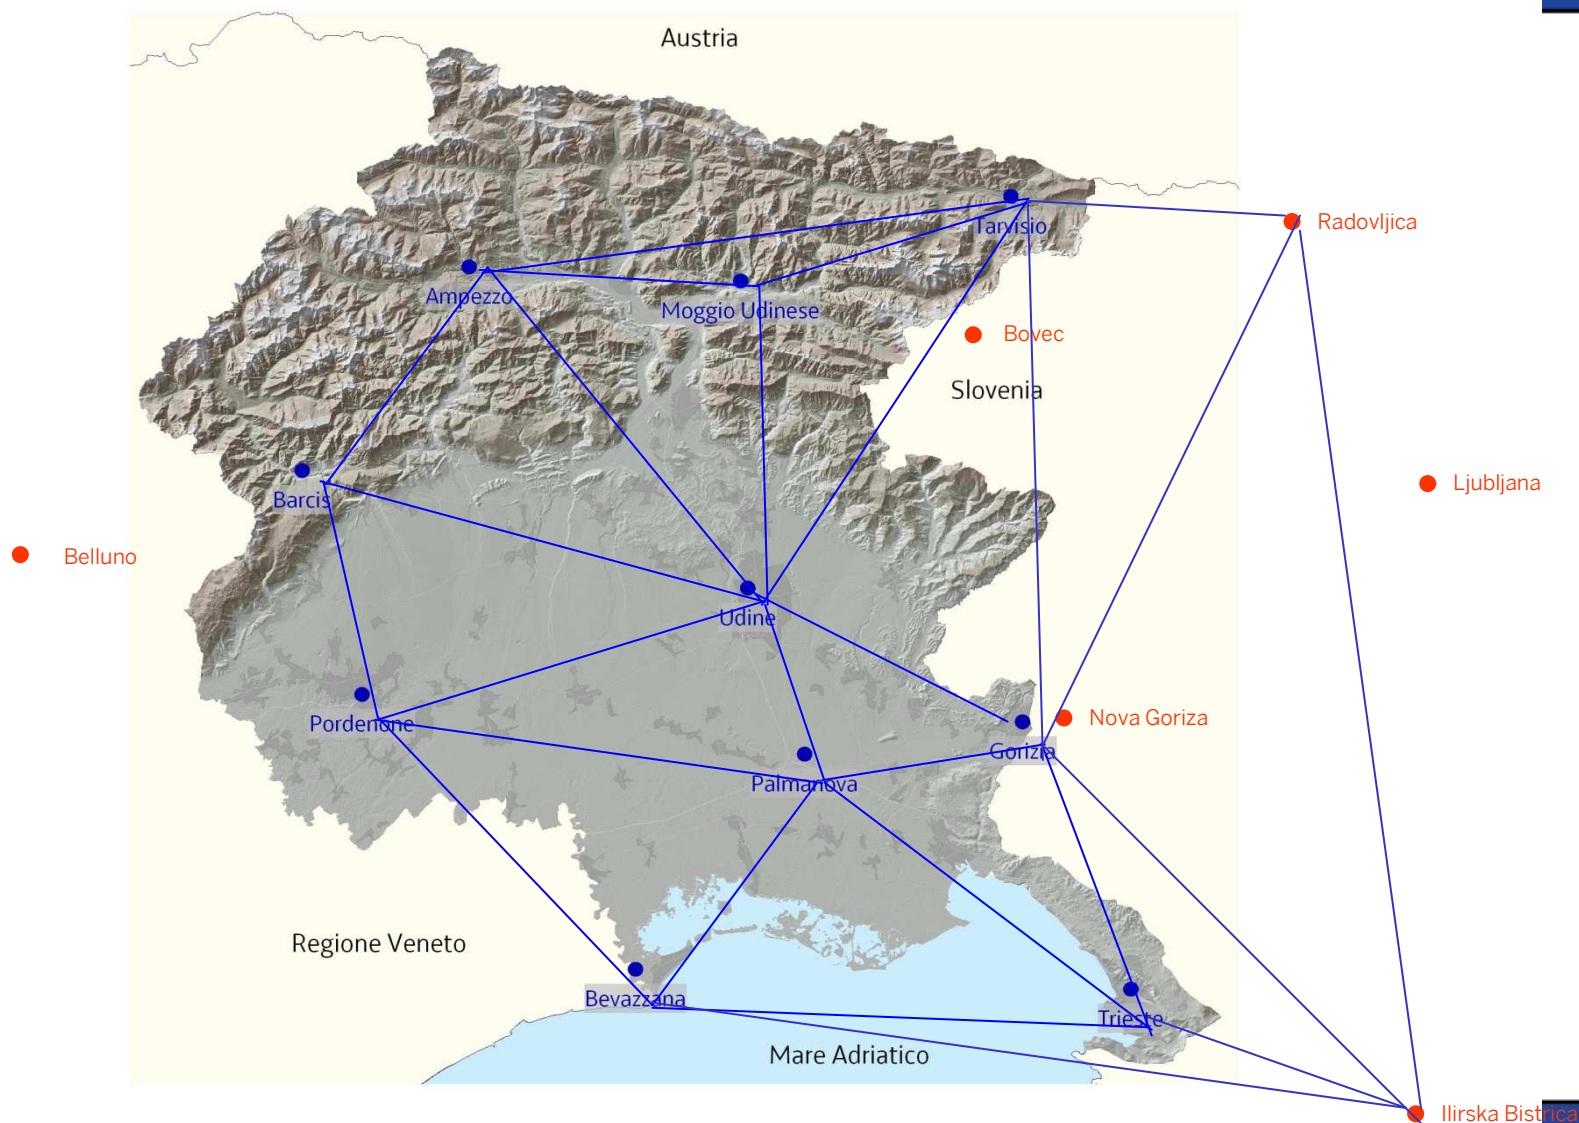 Austria
Radovljica
Tarvisio
Ampezzo
Moggio Udinese
Bovec
Slovenia
Ljubljana
Barcis
Belluno
Udine
Nova Goriza
Pordenone
Gorizia
Palmanova
Regione Veneto
Bevazzana
Trieste
Mare Adriatico
Ilirska Bistrica